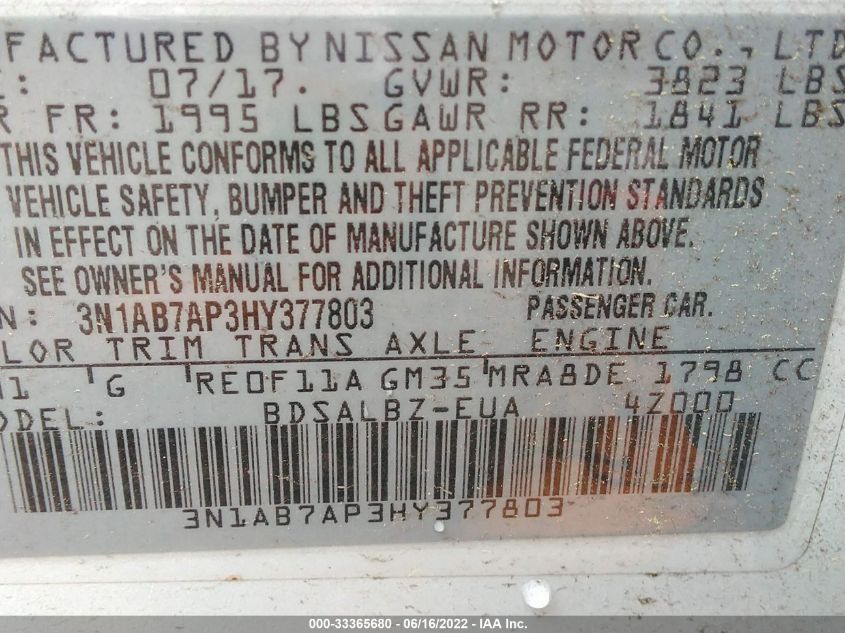 FACTURED BY NISSAN MOTOR CO., LTD
: 07/17. GVWR: 3823 LBS
R FR: 1995 LBS GAWR RR: 1841 LBS
THIS VEHICLE CONFORMS TO ALL APPLICABLE FEDERAL MOTOR
VEHICLE SAFETY, BUMPER AND THEFT PREVENTION STANDARDS
IN EFFECT ON THE DATE OF MANUFACTURE SHOWN ABOVE.
SEE OWNER'S MANUAL FOR ADDITIONAL INFORMATION.
N: 3N1AB7AP3HY377803 PASSENGER CAR.
LOR TRIM TRANS AXLE ENGINE
1 'G 'RE0F11A GM35 'MRA8DE 1798 CC
ODEL: BDSALBZ-EUA 4Z000
3N1AB7AP3HY377803
000-33365680 - 06/16/2022 - IAA Inc.